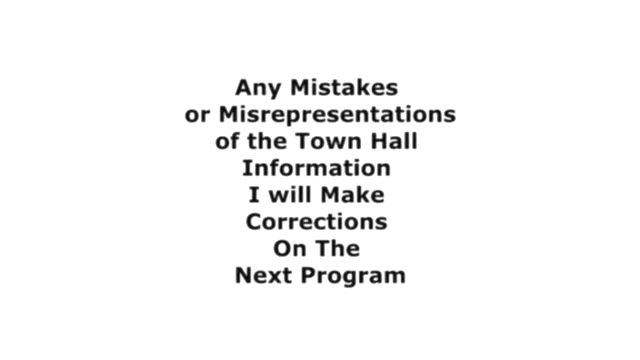 Any Mistakes
or Misrepresentations
of the Town Hall
Information
I will Make
Corrections
On The
Next Program